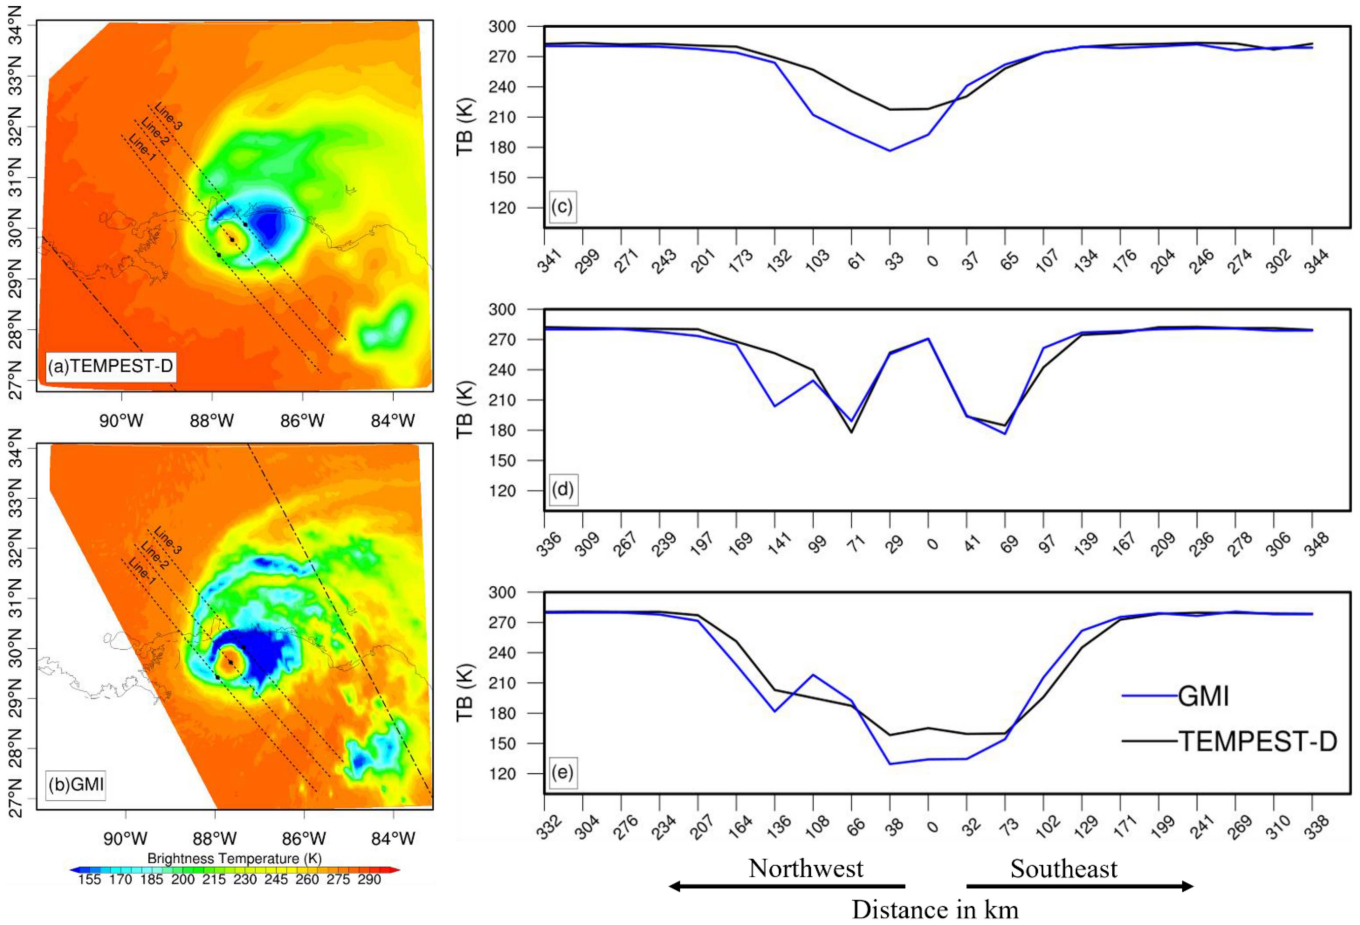 34°N
33°N
32°N
31°N
30°N
29°N
28°N
27°N
Line-3
Line-2
Line-1
(a)TEMPEST-D
90°W 88°W 86°W 84°W
34°N
33°N
32°N
31°N
30°N
29°N
28°N
27°N
Line-3
Line-2
Line-1
(b)GMI
90°W 88°W 86°W 84°W
Brightness Temperature (K)
155 170 185 200 215 230 245 260 275 290
TB (K)
300
270
240
210
180
150
120
(c)
341 299 271 243 201 173 132 103 61 33 0 37 65 107 134 176 204 246 274 302 344
TB (K)
300
270
240
210
180
150
120
(d)
336 309 267 239 197 169 141 99 71 29 0 41 69 97 139 167 209 236 278 306 348
TB (K)
300
270
240
210
180
150
120
(e)
GMI
TEMPEST-D
332 304 276 234 207 164 136 108 66 38 0 32 73 102 129 171 199 241 269 310 338
Northwest Southeast
Distance in km